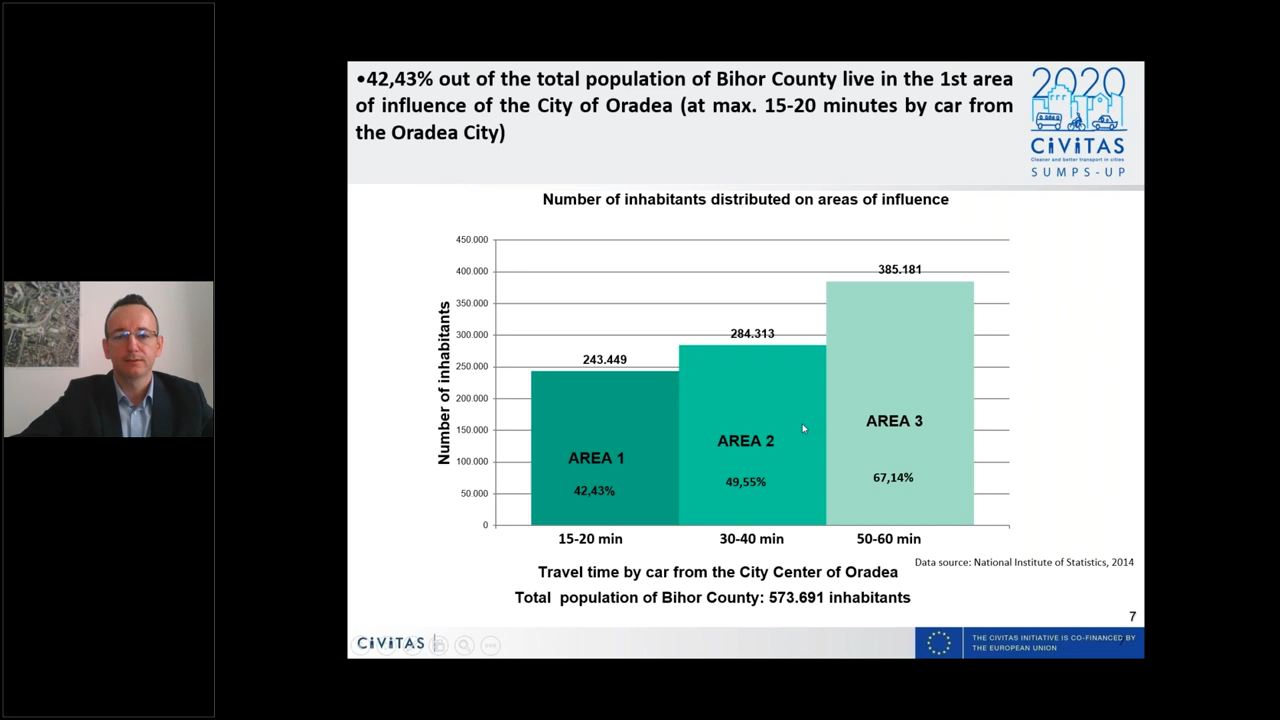 •42,43% out of the total population of Bihor County live in the 1st area
of influence of the City of Oradea (at max. 15-20 minutes by car from
the Oradea City)
2020
CiViTAS
Cleaner and better transport in cities
SUMPS-UP
Number of inhabitants distributed on areas of influence
Number of inhabitants
450.000
400.000
350.000
300.000
250.000
200.000
150.000
100.000
50.000
0
243.449
284.313
385.181
AREA 1
AREA 2
AREA 3
42,43%
49,55%
67,14%
15-20 min
30-40 min
50-60 min
Data source: National Institute of Statistics, 2014
Travel time by car from the City Center of Oradea
Total population of Bihor County: 573.691 inhabitants
7
CiViTAS
THE CIVITAS INITIATIVE IS CO-FINANCED BY
THE EUROPEAN UNION